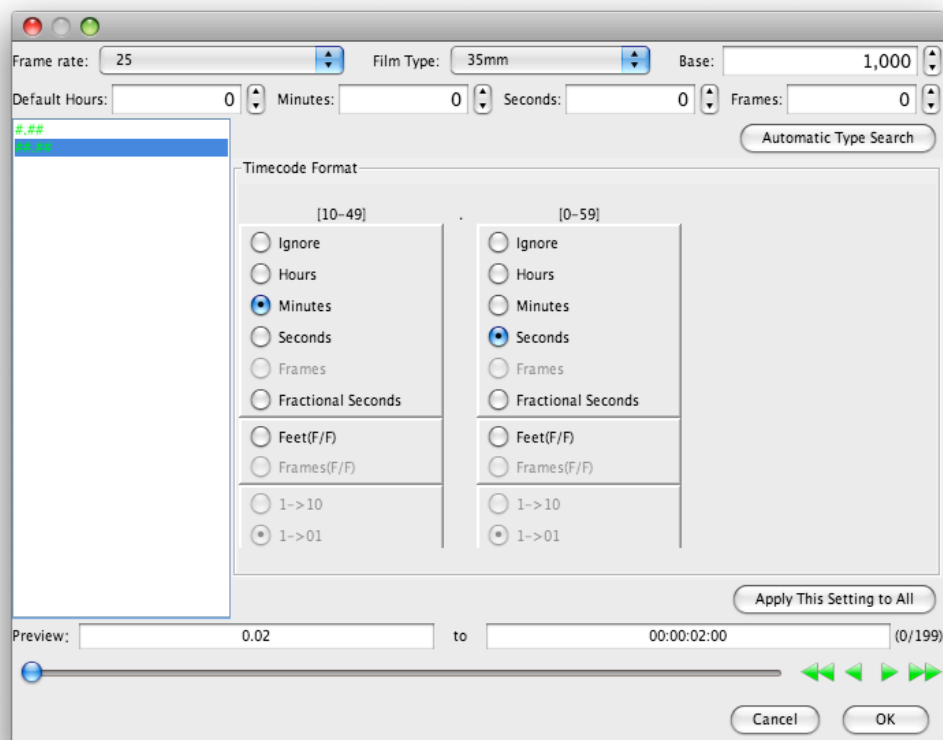 Frame rate: 25 Film Type: 35mm Base: 1,000
Default Hours: 0 Minutes: 0 Seconds: 0 Frames: 0
#.##
##.##
Automatic Type Search
Timecode Format
[10-49] . [0-59]
Ignore Ignore
Hours Hours
Minutes Minutes
Seconds Seconds
Frames Frames
Fractional Seconds Fractional Seconds
Feet(F/F) Feet(F/F)
Frames(F/F) Frames(F/F)
1->10 1->10
1->01 1->01
Apply This Setting to All
Preview: 0.02 to 00:00:02:00 (0/199)
Cancel OK